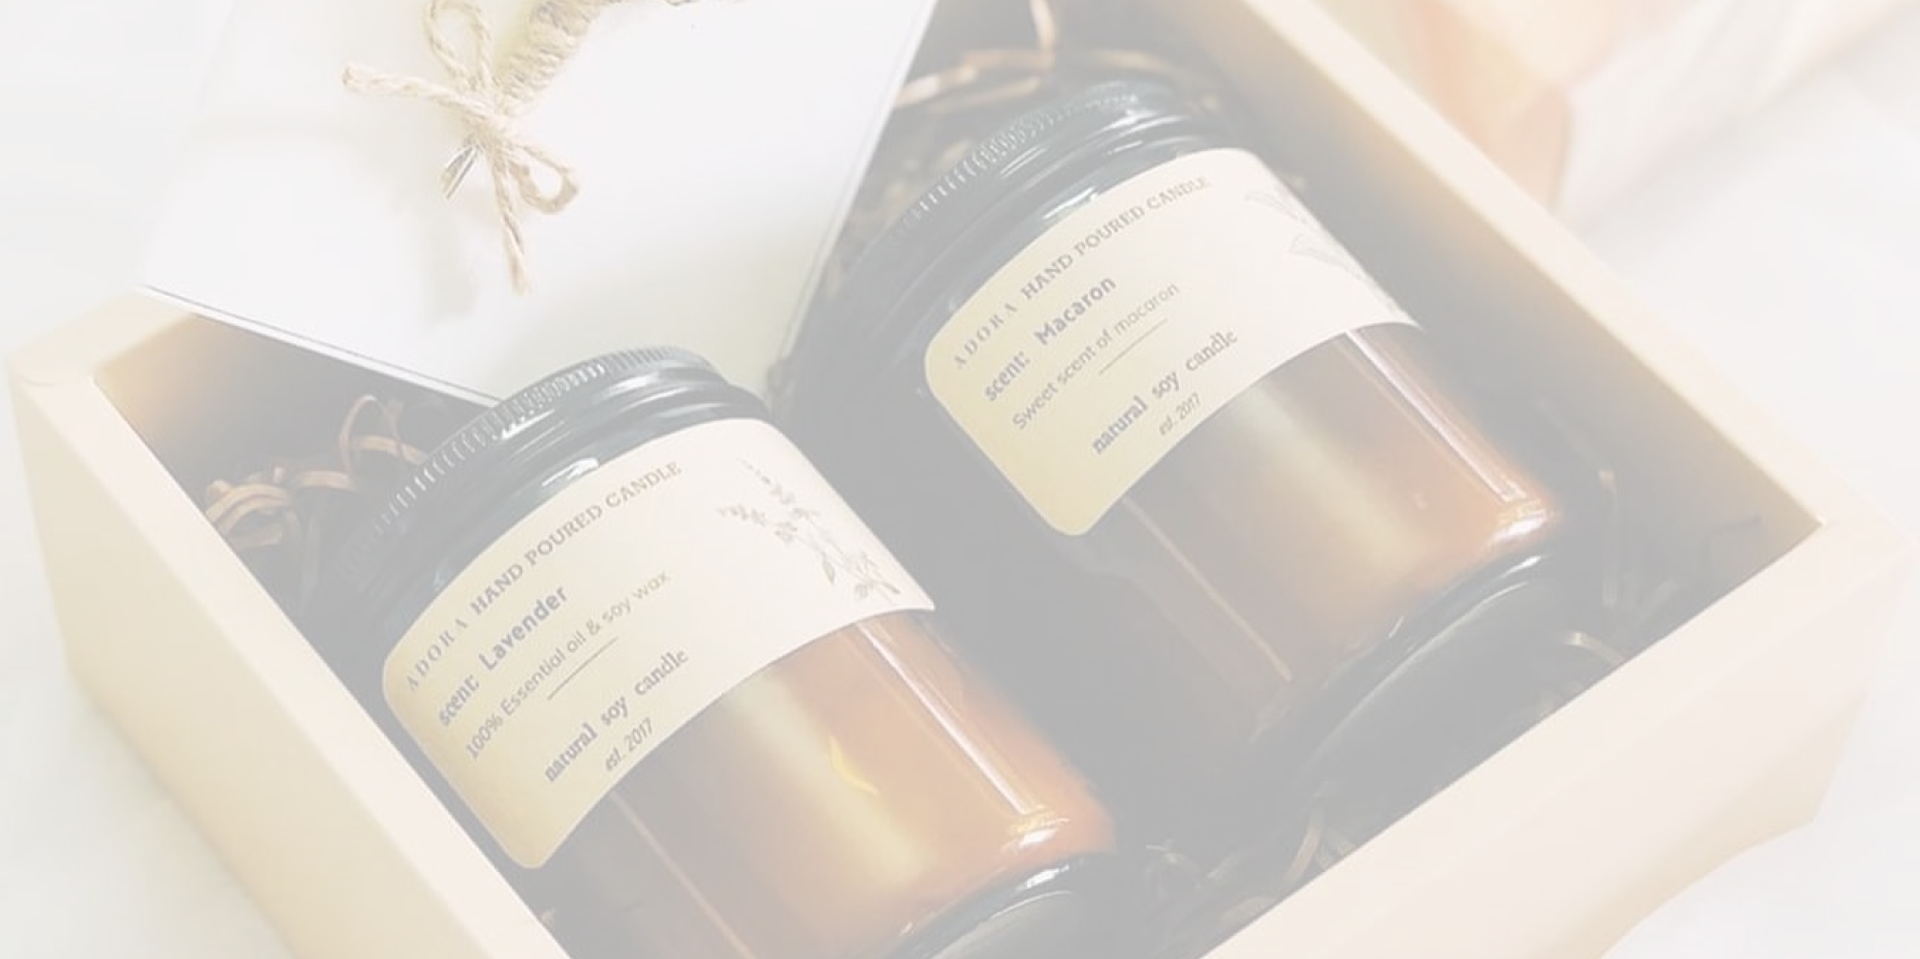 ADORA HAND POURED CANDLE
scent: Lavender
100% Essential oil & soy wax
natural soy candle
est. 2017
ADORA HAND POURED CANDLE
scent: Macaron
Sweet scent of macaron
natural soy candle
est. 2017